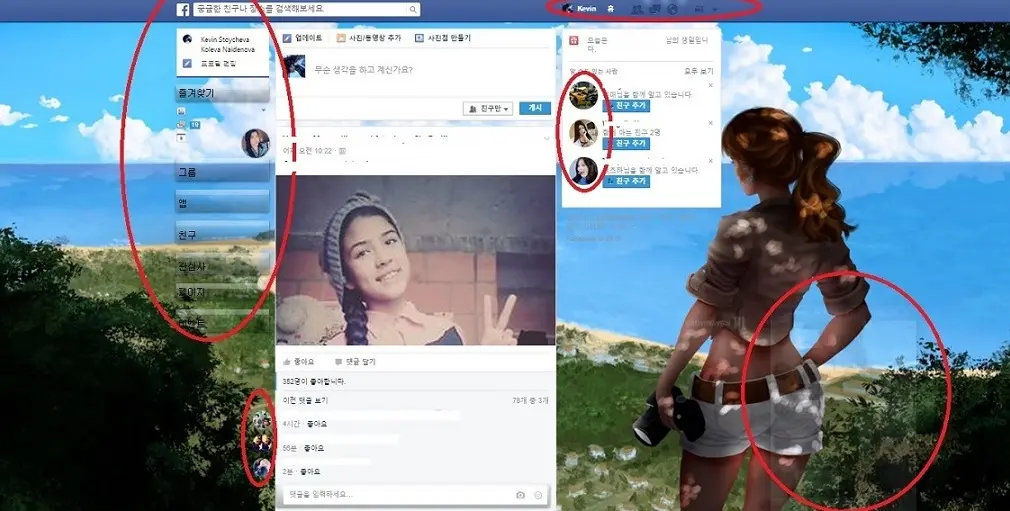 궁금한 친구나 장소를 검색해보세요
Kevin 홈
Kevin Stoycheva
Koleva Naidenova
프로필 편집
즐겨찾기
그룹
앱
친구
관심사
페이지
업데이트 사진/동영상 추가 사진첩 만들기
무슨 생각을 하고 계신가요?
친구만 게시
요전 10:22
좋아요 댓글 달기
352명이 좋아합니다.
이전 댓글 보기 78개 중 3개
4시간 · 좋아요
56분 · 좋아요
2분 · 좋아요
댓글을 입력하세요...
오늘은 님의 생일입니다.
알 수도 있는 사람 모두 보기
님을 함께 알고 있습니다.
친구 추가
함께 아는 친구 2명
친구 추가
님을 함께 알고 있습니다.
친구 추가